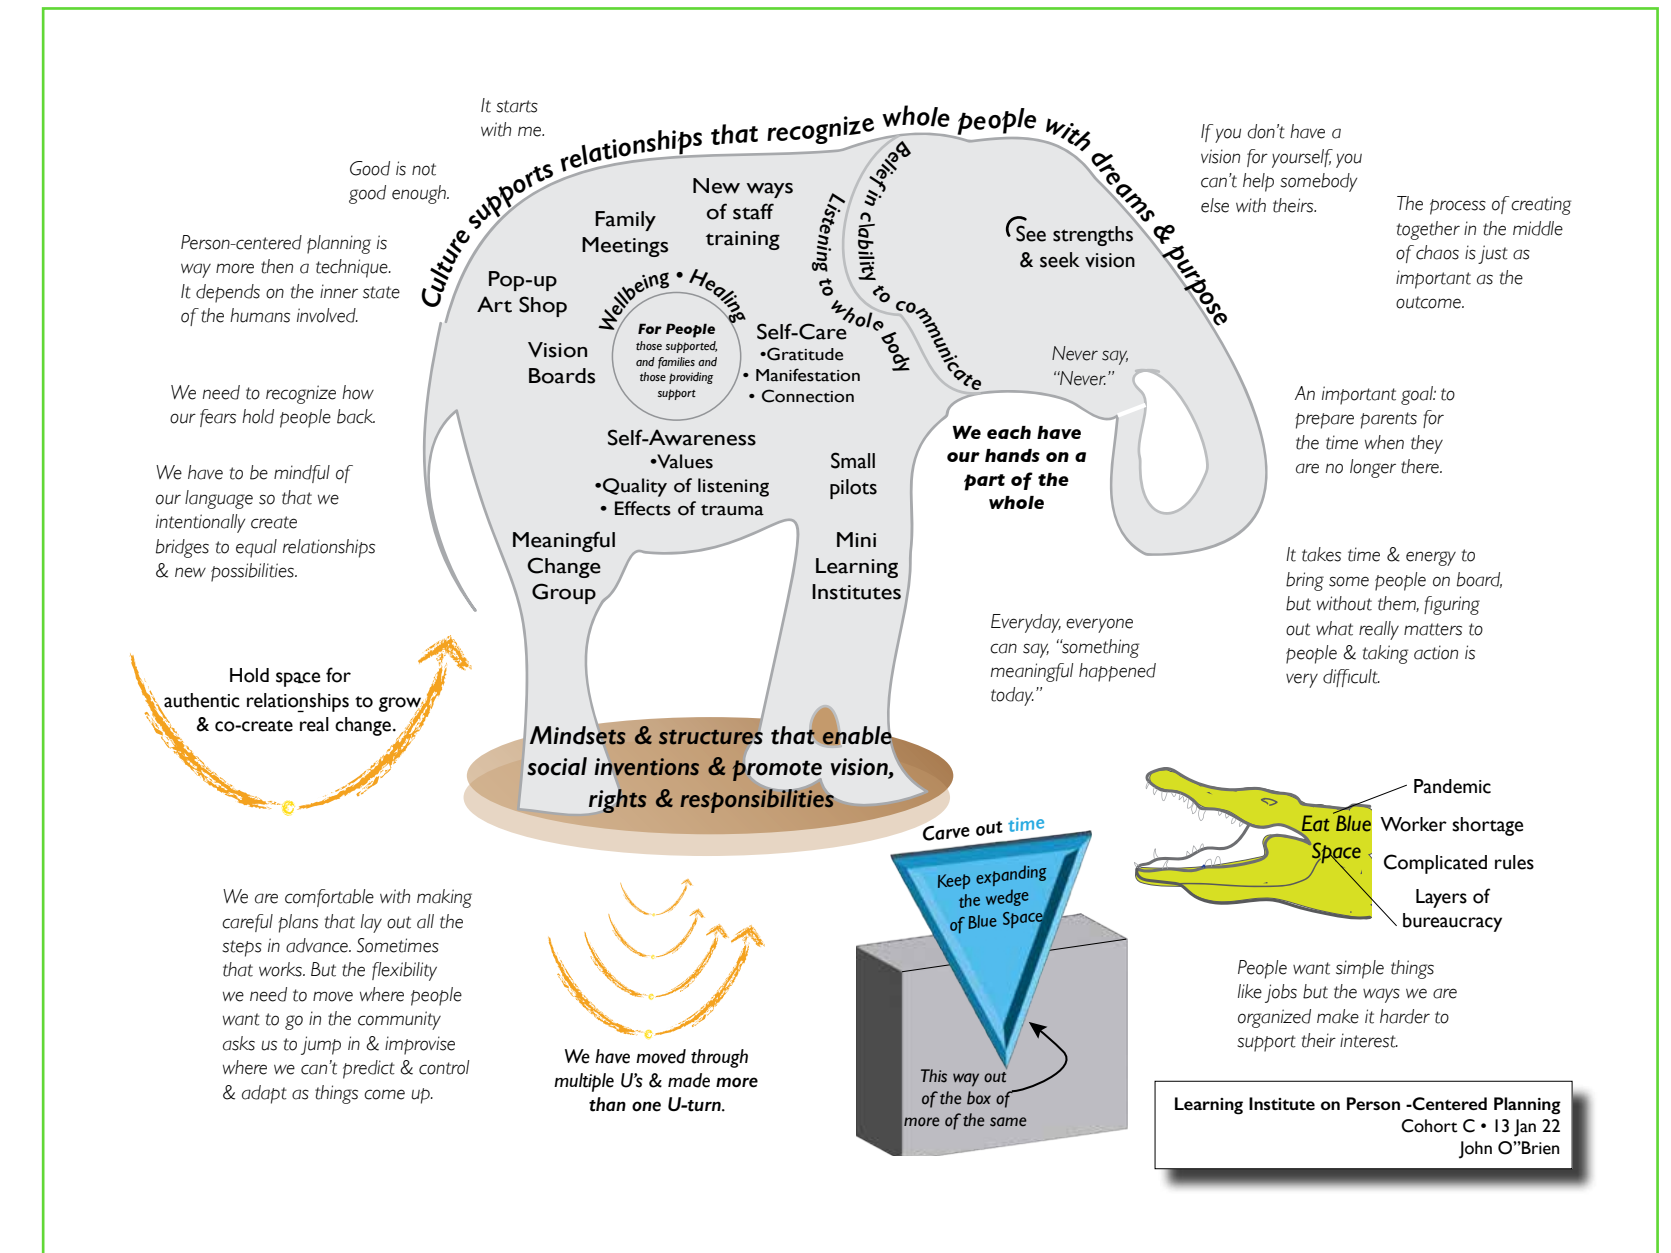 It starts
with me.
Good is not
good enough.
Culture supports relationships that recognize whole people with dreams & purpose
If you don't have a
vision for yourself, you
can't help somebody
else with theirs.
The process of creating
together in the middle
of chaos is just as
important as the
outcome.
Person-centered planning is
way more then a technique.
It depends on the inner state
of the humans involved.
We need to recognize how
our fears hold people back.
We have to be mindful of
our language so that we
intentionally create
bridges to equal relationships
& new possibilities.
New ways
of staff
training
Family
Meetings
Pop-up
Art Shop
Vision
Boards
Wellbeing • Healing
For People
those supported,
and families and
those providing
support
Self-Care
•Gratitude
• Manifestation
• Connection
Self-Awareness
•Values
•Quality of listening
• Effects of trauma
Meaningful
Change
Group
Small
pilots
Mini
Learning
Institutes
Listening to whole body
Belief in clability to communicate
See strengths
& seek vision
Never say,
“Never.”
We each have
our hands on a
part of the
whole
An important goal: to
prepare parents for
the time when they
are no longer there.
It takes time & energy to
bring some people on board,
but without them, figuring
out what really matters to
people & taking action is
very difficult.
Everyday, everyone
can say, “something
meaningful happened
today.”
Hold space for
authentic relationships to grow
& co-create real change.
Mindsets & structures that enable
social inventions & promote vision,
rights & responsibilities
We are comfortable with making
careful plans that lay out all the
steps in advance. Sometimes
that works. But the flexibility
we need to move where people
want to go in the community
asks us to jump in & improvise
where we can't predict & control
& adapt as things come up.
We have moved through
multiple U's & made more
than one U-turn.
Carve out time
Keep expanding
the wedge
of Blue Space
This way out
of the box of
more of the same
Eat Blue
Space
Pandemic
Worker shortage
Complicated rules
Layers of
bureaucracy
People want simple things
like jobs but the ways we are
organized make it harder to
support their interest.
Learning Institute on Person -Centered Planning
Cohort C • 13 Jan 22
John O”Brien